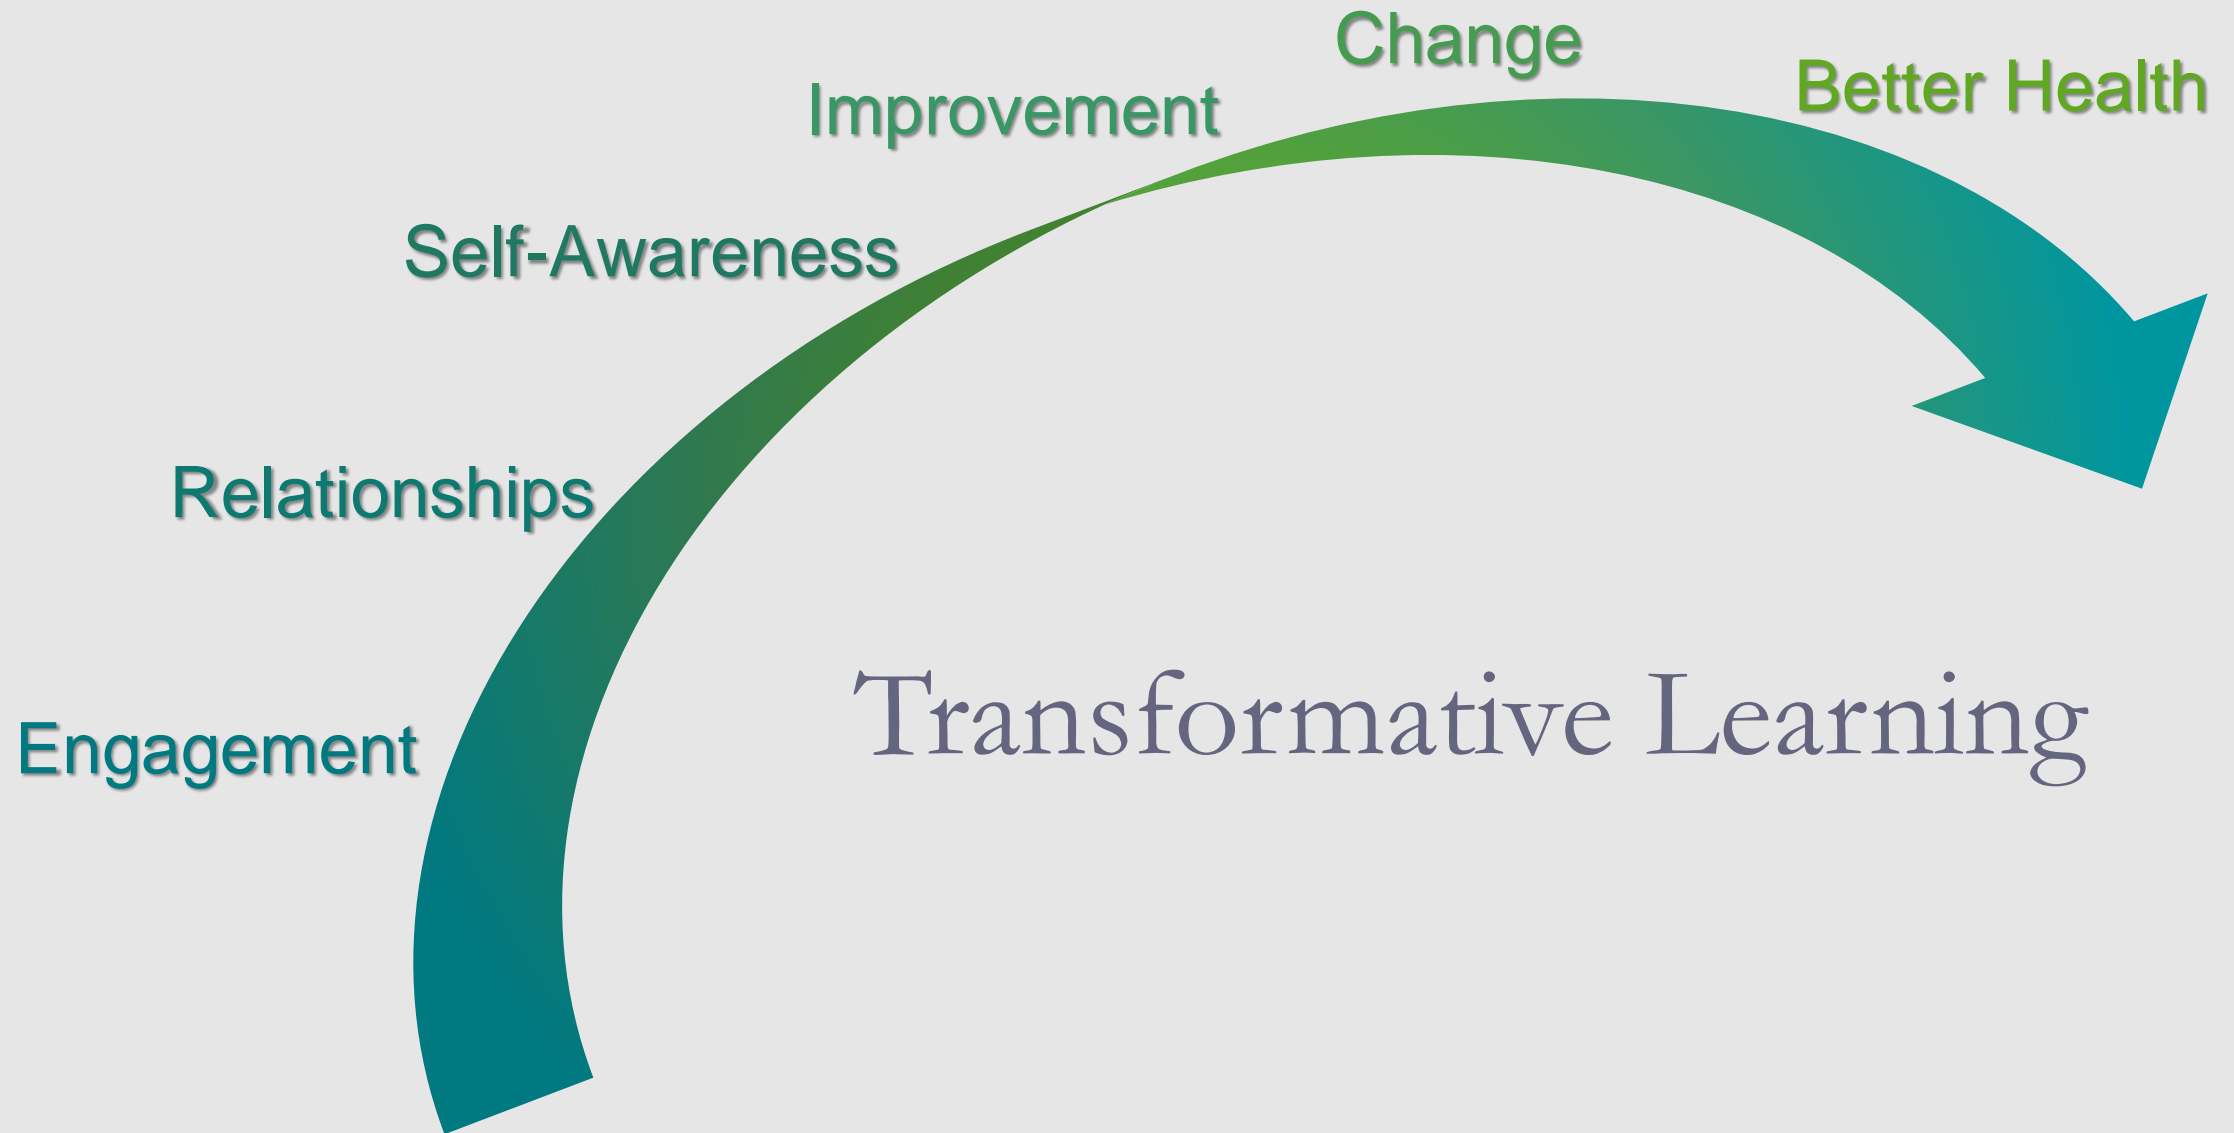 Change
Better Health
Improvement
Self-Awareness
Relationships
Transformative Learning
Engagement